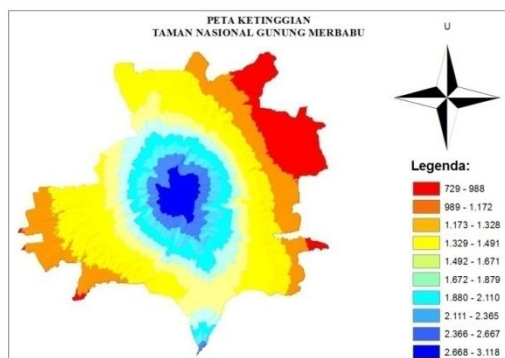 PETA KETINGGIAN
TAMAN NASIONAL GUNUNG MERBABU
U
Legenda:
729 - 988
989 - 1.172
1.173 - 1.328
1.329 - 1.491
1.492 - 1.671
1.672 - 1.879
1.880 - 2.110
2.111 - 2.365
2.366 - 2.667
2.668 - 3.118